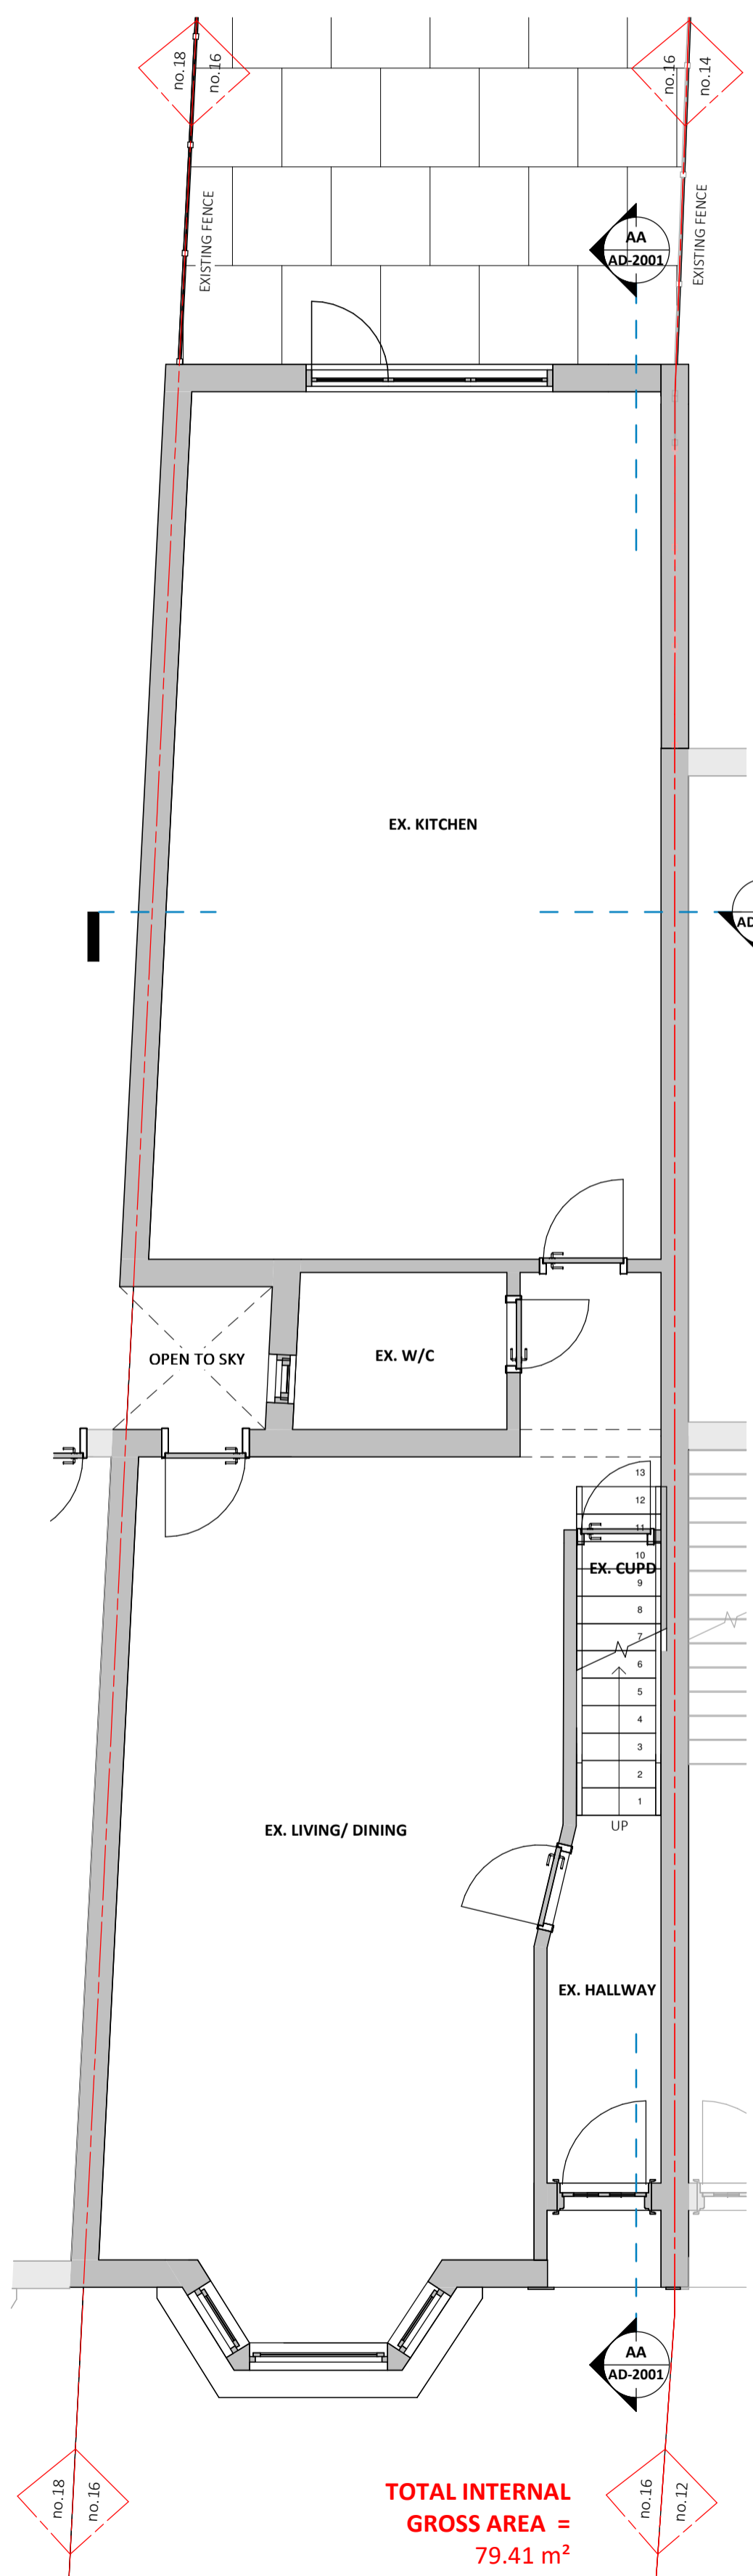 no.18
no.16
no.16
no.14
EXISTING FENCE
EXISTING FENCE
AA
AD-2001
EX. KITCHEN
AD
OPEN TO SKY
EX. W/C
13
12
11
10
EX. CUPD
9
8
7
6
5
4
3
2
1
UP
EX. LIVING/ DINING
EX. HALLWAY
AA
AD-2001
no.18
no.16
no.16
no.12
TOTAL INTERNAL
GROSS AREA =
79.41 m²